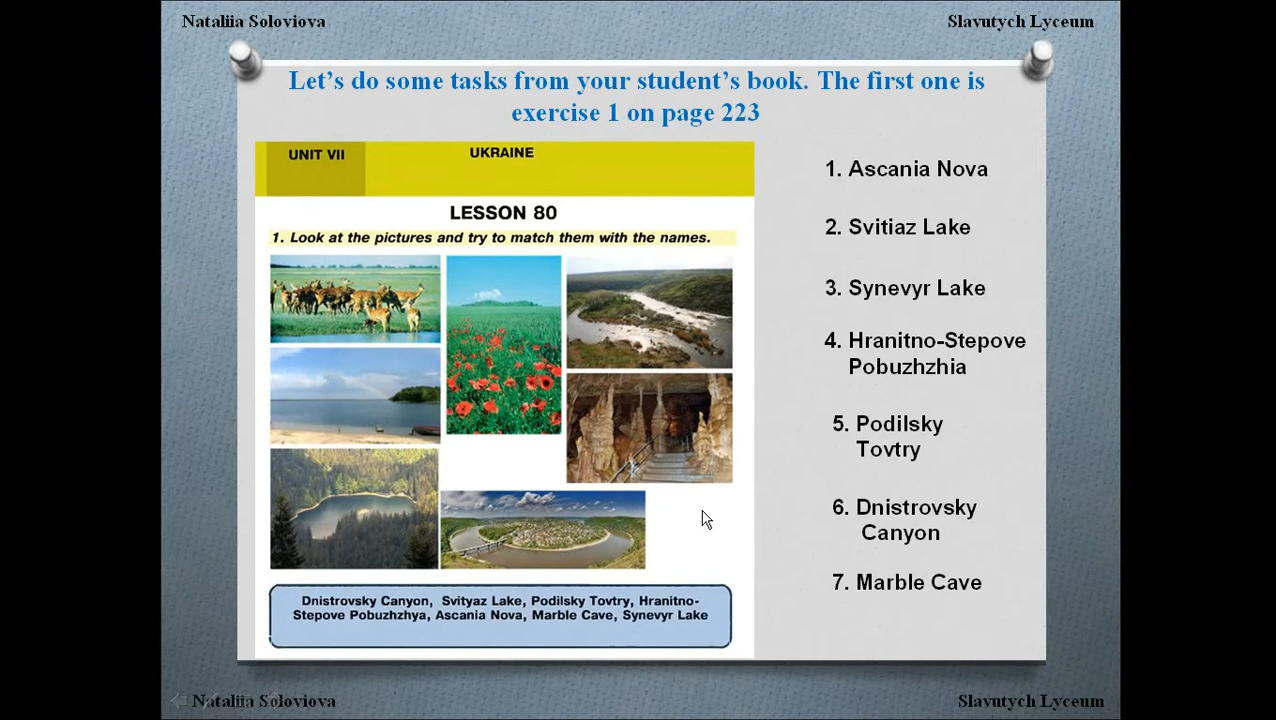 Nataliia Soloviova
Slavutych Lyceum
Let's do some tasks from your student's book. The first one is
exercise 1 on page 223
UNIT VII
UKRAINE
LESSON 80
1. Look at the pictures and try to match them with the names.
Dnistrovsky Canyon, Svityaz Lake, Podilsky Tovtry, Hranitno-
Stepove Pobuzhzhya, Ascania Nova, Marble Cave, Synevyr Lake
1. Ascania Nova
2. Svitiaz Lake
3. Synevyr Lake
4. Hranitno-Stepove
Pobuzhzhia
5. Podilsky
Tovtry
6. Dnistrovsky
Canyon
7. Marble Cave
Nataliia Soloviova
Slavutych Lyceum